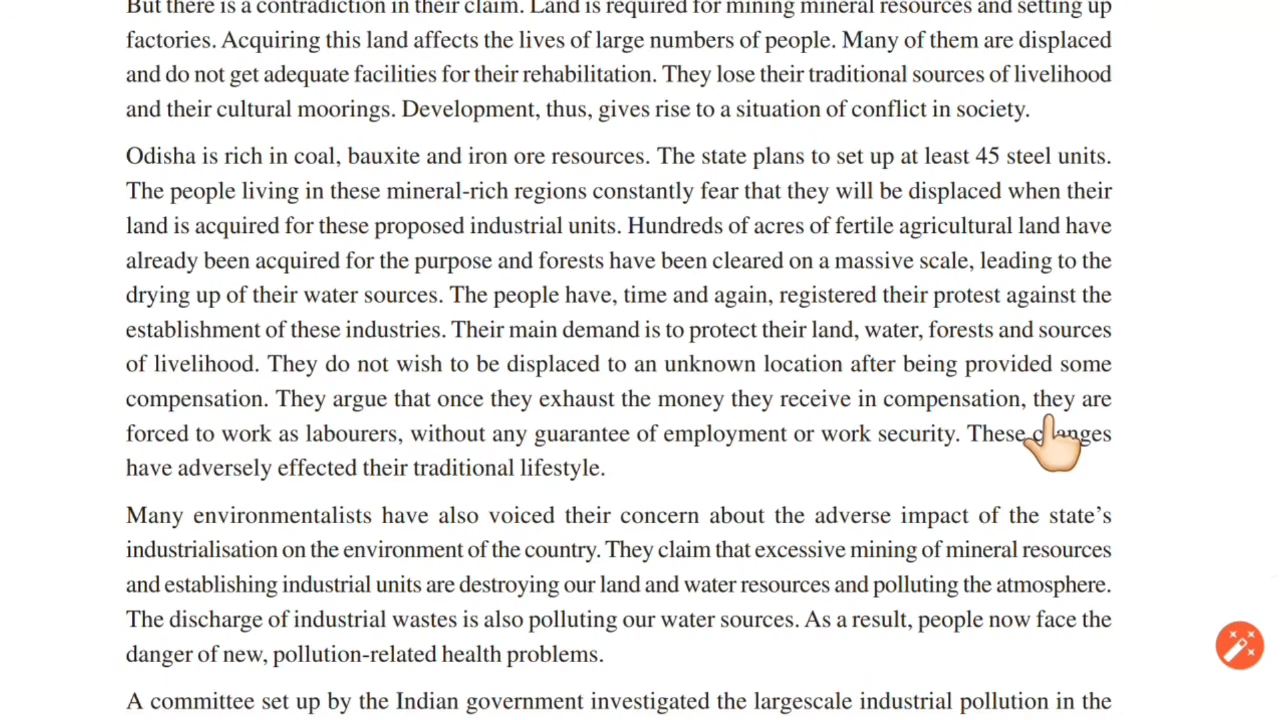 But there is a contradiction in their claim. Land is required for mining mineral resources and setting up
factories. Acquiring this land affects the lives of large numbers of people. Many of them are displaced
and do not get adequate facilities for their rehabilitation. They lose their traditional sources of livelihood
and their cultural moorings. Development, thus, gives rise to a situation of conflict in society.
Odisha is rich in coal, bauxite and iron ore resources. The state plans to set up at least 45 steel units.
The people living in these mineral-rich regions constantly fear that they will be displaced when their
land is acquired for these proposed industrial units. Hundreds of acres of fertile agricultural land have
already been acquired for the purpose and forests have been cleared on a massive scale, leading to the
drying up of their water sources. The people have, time and again, registered their protest against the
establishment of these industries. Their main demand is to protect their land, water, forests and sources
of livelihood. They do not wish to be displaced to an unknown location after being provided some
compensation. They argue that once they exhaust the money they receive in compensation, they are
forced to work as labourers, without any guarantee of employment or work security. These changes
have adversely effected their traditional lifestyle.
Many environmentalists have also voiced their concern about the adverse impact of the state's
industrialisation on the environment of the country. They claim that excessive mining of mineral resources
and establishing industrial units are destroying our land and water resources and polluting the atmosphere.
The discharge of industrial wastes is also polluting our water sources. As a result, people now face the
danger of new, pollution-related health problems.
A committee set up by the Indian government investigated the largescale industrial pollution in the